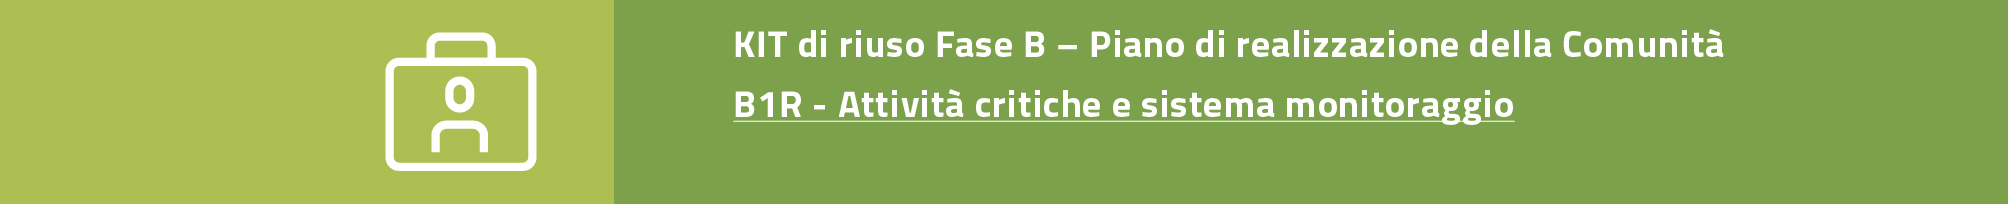 KIT di riuso Fase B – Piano di realizzazione della Comunità
B1R - Attività critiche e sistema monitoraggio